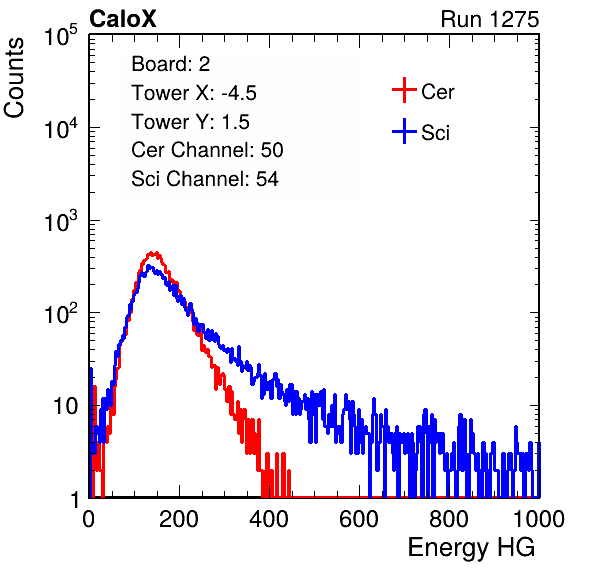 CaloX Run 1275
Counts
Board: 2
Tower X: -4.5
Tower Y: 1.5
Cer Channel: 50
Sci Channel: 54
Cer
Sci
10^5
10^4
10^3
10^2
10
1
0 200 400 600 800 1000
Energy HG